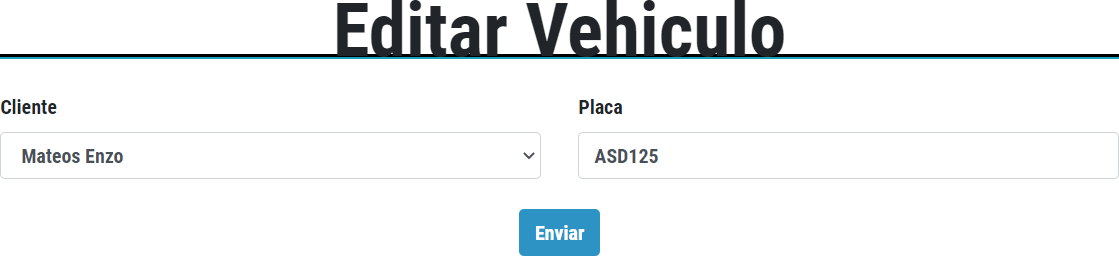 Editar Vehiculo
Cliente
Placa
Mateos Enzo
ASD125
Enviar